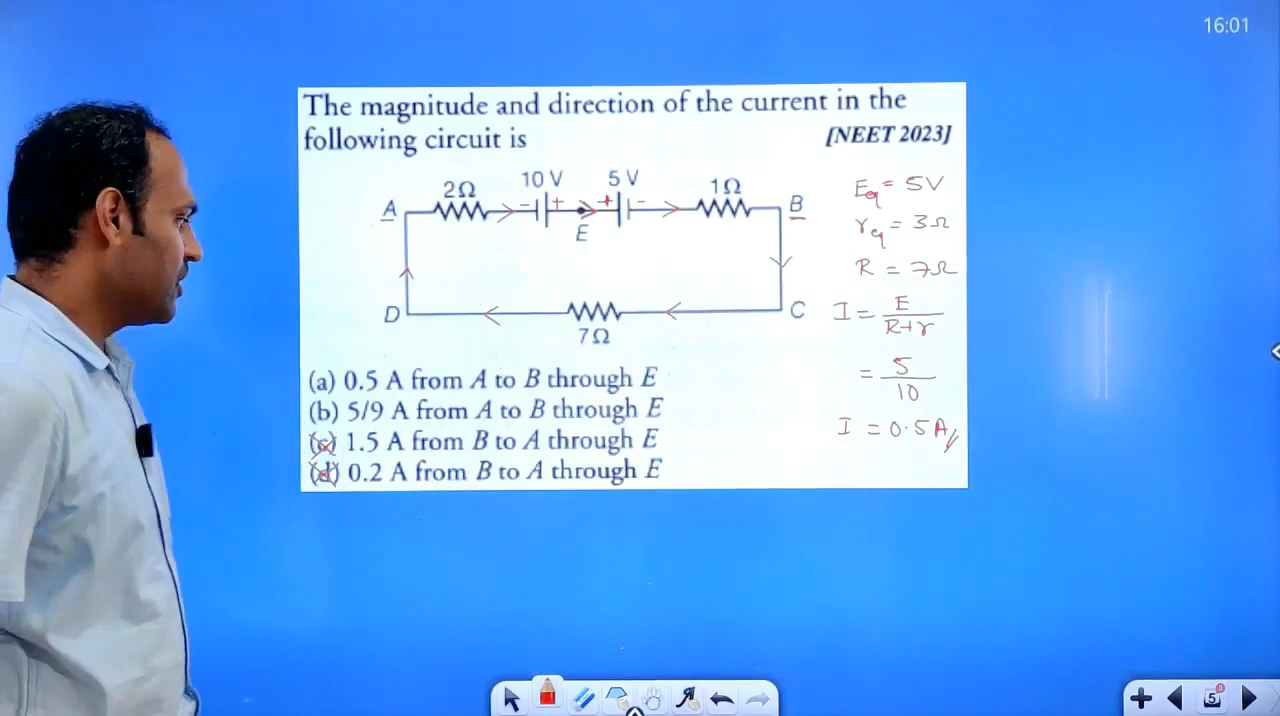 16:01
The magnitude and direction of the current in the
following circuit is [NEET 2023]
2Ω 10 V 5 V 1Ω
A - + + - B
E
D C
7Ω
(a) 0.5 A from A to B through E
(b) 5/9 A from A to B through E
(c) 1.5 A from B to A through E
(d) 0.2 A from B to A through E
Eq = 5V
req = 3Ω
R = 7Ω
I = E
R+r
= 5
10
I = 0.5A
5